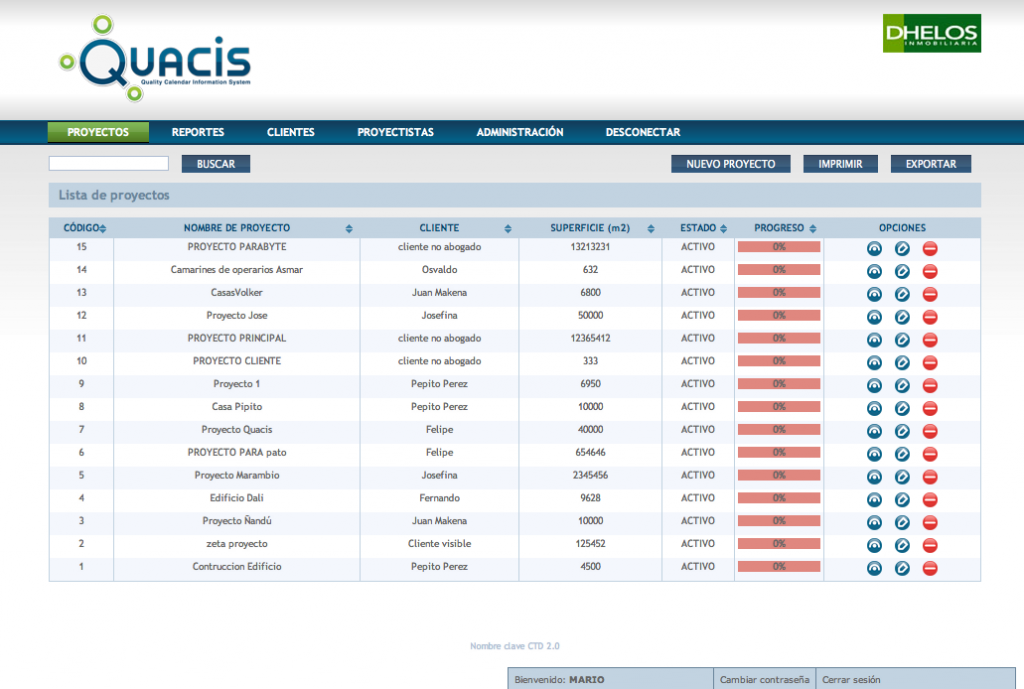 QUACIS
Quality Calendar Information System
DHELOS
INMOBILIARIA
PROYECTOS REPORTES CLIENTES PROYECTISTAS ADMINISTRACIÓN DESCONECTAR
BUSCAR NUEVO PROYECTO IMPRIMIR EXPORTAR
Lista de proyectos
CÓDIGO NOMBRE DE PROYECTO CLIENTE SUPERFICIE (m2) ESTADO PROGRESO OPCIONES
15 PROYECTO PARABYTE cliente no abogado 13213231 ACTIVO 0%
14 Camarines de operarios Asmar Osvaldo 632 ACTIVO 0%
13 CasasVolker Juan Makena 6800 ACTIVO 0%
12 Proyecto Jose Josefina 50000 ACTIVO 0%
11 PROYECTO PRINCIPAL cliente no abogado 12365412 ACTIVO 0%
10 PROYECTO CLIENTE cliente no abogado 333 ACTIVO 0%
9 Proyecto 1 Pepito Perez 6950 ACTIVO 0%
8 Casa Pipito Pepito Perez 10000 ACTIVO 0%
7 Proyecto Quacis Felipe 40000 ACTIVO 0%
6 PROYECTO PARA pato Felipe 654646 ACTIVO 0%
5 Proyecto Marambio Josefina 2345456 ACTIVO 0%
4 Edificio Dali Fernando 9628 ACTIVO 0%
3 Proyecto Ñandú Juan Makena 10000 ACTIVO 0%
2 zeta proyecto Cliente visible 125452 ACTIVO 0%
1 Contruccion Edificio Pepito Perez 4500 ACTIVO 0%
Nombre clave CTD 2.0
Bienvenido: MARIO Cambiar contraseña Cerrar sesión